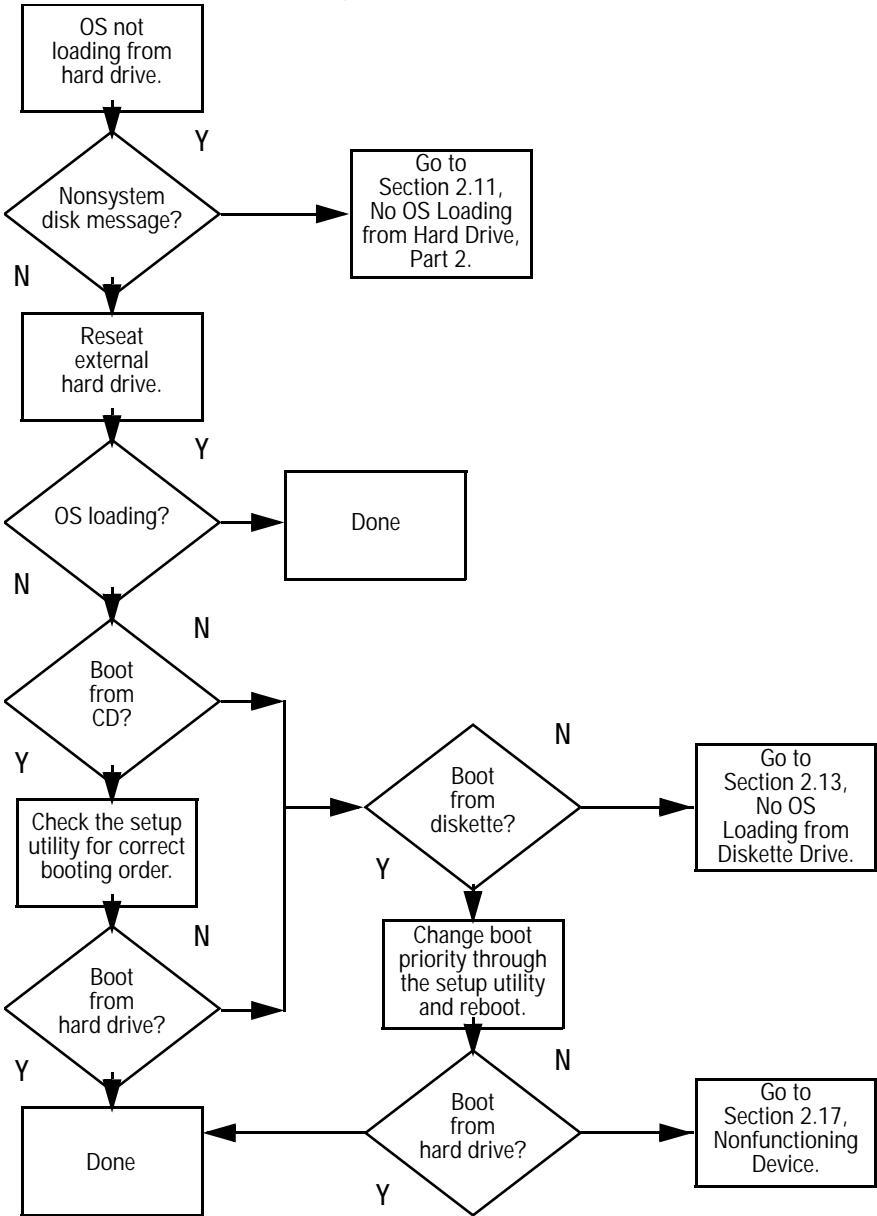 OS not
loading from
hard drive.
Y
Nonsystem
disk message?
Go to
Section 2.11,
No OS Loading
from Hard Drive,
Part 2.
N
Reseat
external
hard drive.
Y
OS loading?
Done
N
N
Boot
from
CD?
Y
Check the setup
utility for correct
booting order.
N
Boot
from
hard drive?
Y
Done
N
Boot
from
diskette?
Go to
Section 2.13,
No OS
Loading from
Diskette Drive.
Y
Change boot
priority through
the setup utility
and reboot.
N
Boot
from
hard drive?
Go to
Section 2.17,
Nonfunctioning
Device.
Y